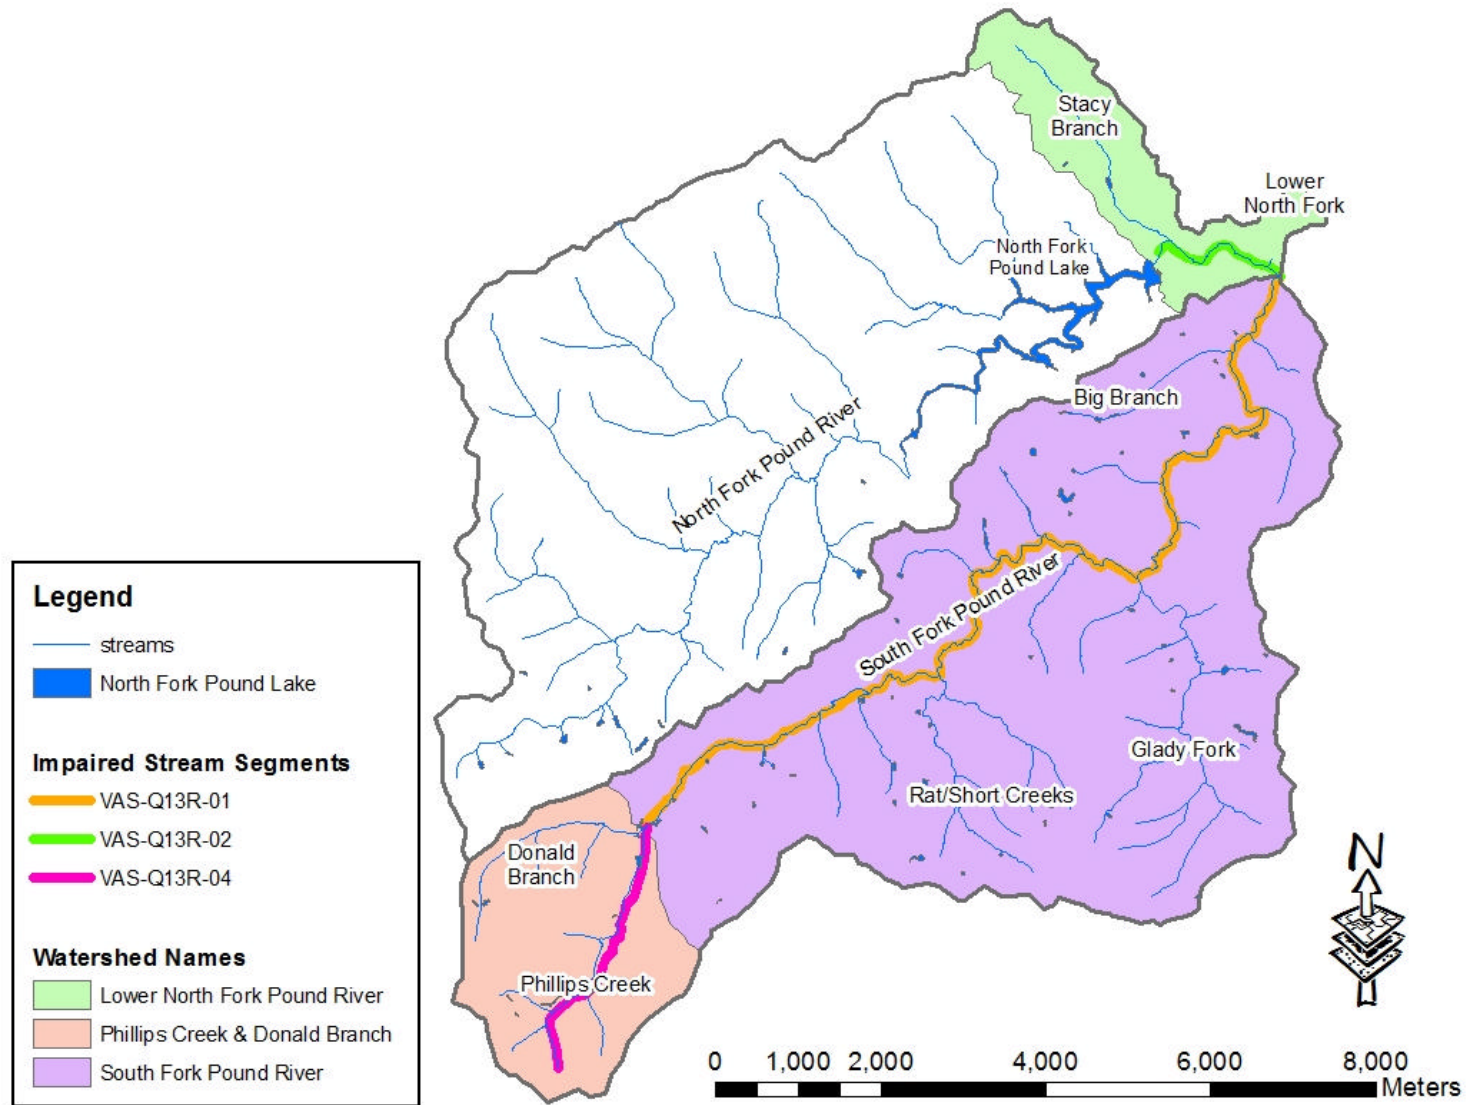 Stacy
Branch
Lower
North Fork
North Fork
Pound Lake
Big Branch
North Fork Pound River
South Fork Pound River
Glady Fork
Rat/Short Creeks
Donald
Branch
Phillips Creek
Legend
streams
North Fork Pound Lake
Impaired Stream Segments
VAS-Q13R-01
VAS-Q13R-02
VAS-Q13R-04
Watershed Names
Lower North Fork Pound River
Phillips Creek & Donald Branch
South Fork Pound River
N
0 1,000 2,000 4,000 6,000 8,000
Meters